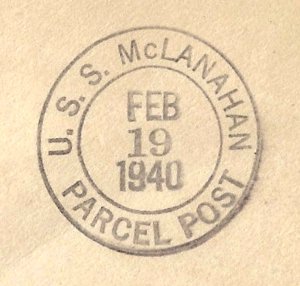 U. S. S. McLANAHAN
FEB
19
1940
PARCEL POST